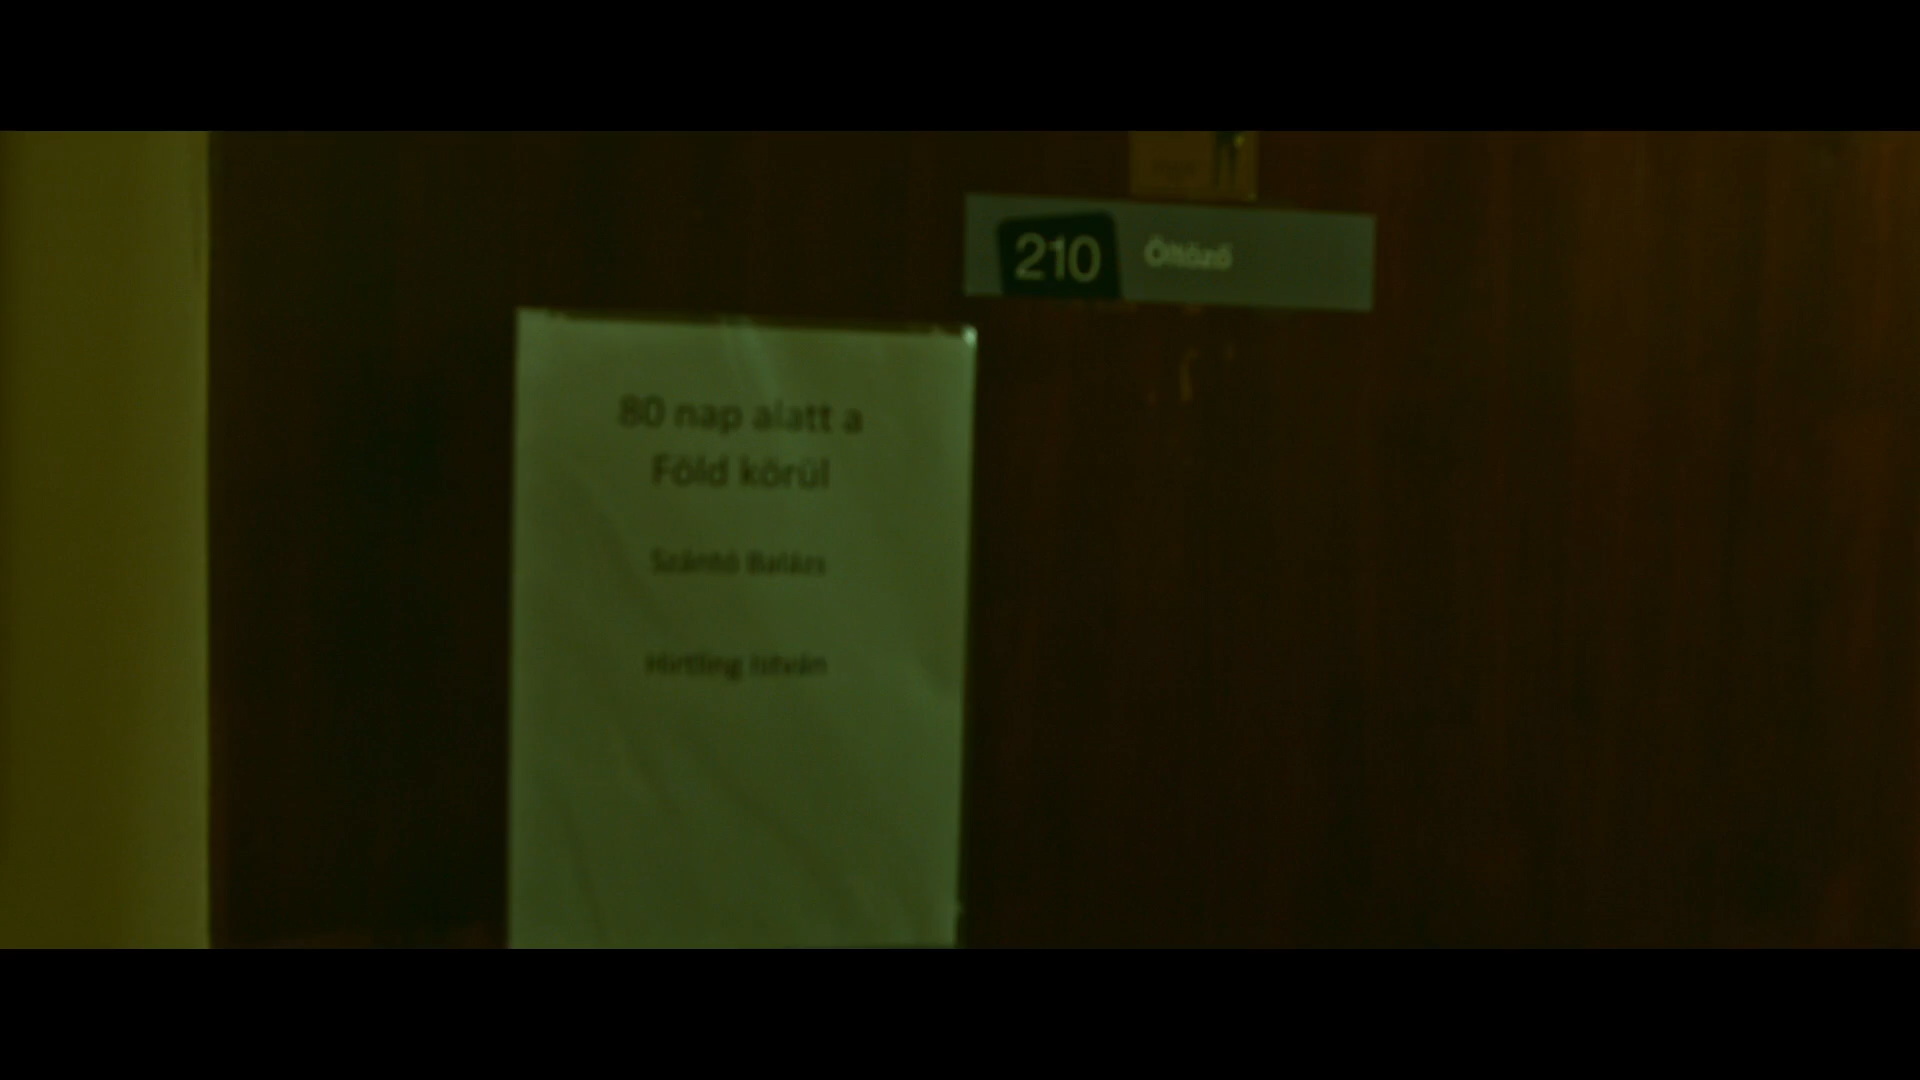 210 Öltöző
80 nap alatt a
Föld körül
Szántó Balázs
Hirtling István